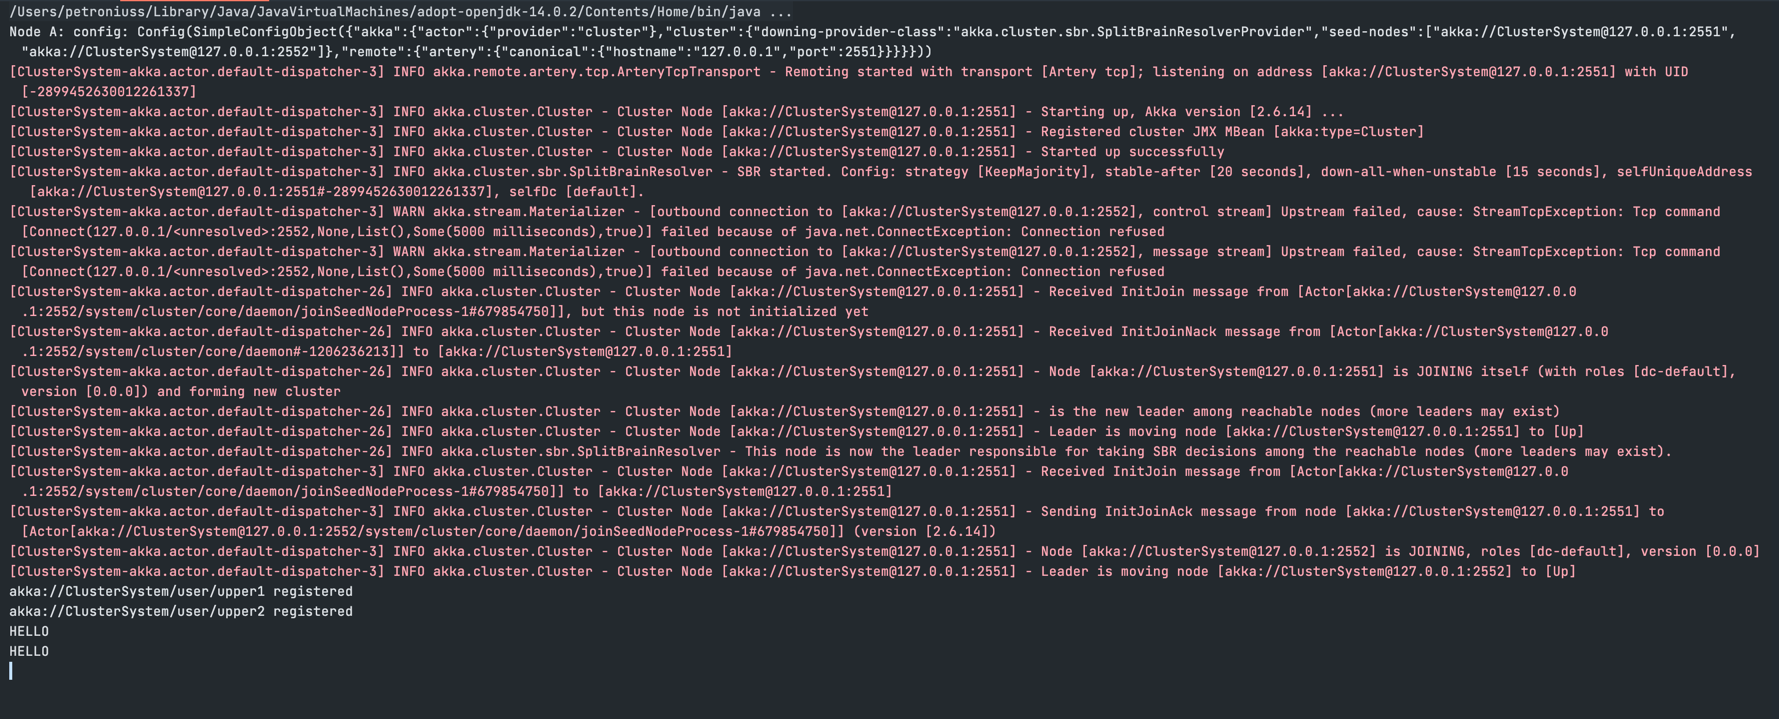 /Users/petroniuss/Library/Java/JavaVirtualMachines/adopt-openjdk-14.0.2/Contents/Home/bin/java ...
Node A: config: Config(SimpleConfigObject({"akka":{"actor":{"provider":"cluster"},"cluster":{"downing-provider-class":"akka.cluster.sbr.SplitBrainResolverProvider","seed-nodes":["akka://ClusterSystem@127.0.0.1:2551",
"akka://ClusterSystem@127.0.0.1:2552"]},"remote":{"artery":{"canonical":{"hostname":"127.0.0.1","port":2551}}}}}))
[ClusterSystem-akka.actor.default-dispatcher-3] INFO akka.remote.artery.tcp.ArteryTcpTransport - Remoting started with transport [Artery tcp]; listening on address [akka://ClusterSystem@127.0.0.1:2551] with UID
[-2899452630012261337]
[ClusterSystem-akka.actor.default-dispatcher-3] INFO akka.cluster.Cluster - Cluster Node [akka://ClusterSystem@127.0.0.1:2551] - Starting up, Akka version [2.6.14] ...
[ClusterSystem-akka.actor.default-dispatcher-3] INFO akka.cluster.Cluster - Cluster Node [akka://ClusterSystem@127.0.0.1:2551] - Registered cluster JMX MBean [akka:type=Cluster]
[ClusterSystem-akka.actor.default-dispatcher-3] INFO akka.cluster.Cluster - Cluster Node [akka://ClusterSystem@127.0.0.1:2551] - Started up successfully
[ClusterSystem-akka.actor.default-dispatcher-3] INFO akka.cluster.sbr.SplitBrainResolver - SBR started. Config: strategy [KeepMajority], stable-after [20 seconds], down-all-when-unstable [15 seconds], selfUniqueAddress
[akka://ClusterSystem@127.0.0.1:2551#-2899452630012261337], selfDc [default].
[ClusterSystem-akka.actor.default-dispatcher-3] WARN akka.stream.Materializer - [outbound connection to [akka://ClusterSystem@127.0.0.1:2552], control stream] Upstream failed, cause: StreamTcpException: Tcp command
[Connect(127.0.0.1/<unresolved>:2552,None,List(),Some(5000 milliseconds),true)] failed because of java.net.ConnectException: Connection refused
[ClusterSystem-akka.actor.default-dispatcher-3] WARN akka.stream.Materializer - [outbound connection to [akka://ClusterSystem@127.0.0.1:2552], message stream] Upstream failed, cause: StreamTcpException: Tcp command
[Connect(127.0.0.1/<unresolved>:2552,None,List(),Some(5000 milliseconds),true)] failed because of java.net.ConnectException: Connection refused
[ClusterSystem-akka.actor.default-dispatcher-26] INFO akka.cluster.Cluster - Cluster Node [akka://ClusterSystem@127.0.0.1:2551] - Received InitJoin message from [Actor[akka://ClusterSystem@127.0.0
.1:2552/system/cluster/core/daemon/joinSeedNodeProcess-1#679854750]], but this node is not initialized yet
[ClusterSystem-akka.actor.default-dispatcher-26] INFO akka.cluster.Cluster - Cluster Node [akka://ClusterSystem@127.0.0.1:2551] - Received InitJoinNack message from [Actor[akka://ClusterSystem@127.0.0
.1:2552/system/cluster/core/daemon#-1206236213]] to [akka://ClusterSystem@127.0.0.1:2551]
[ClusterSystem-akka.actor.default-dispatcher-26] INFO akka.cluster.Cluster - Cluster Node [akka://ClusterSystem@127.0.0.1:2551] - Node [akka://ClusterSystem@127.0.0.1:2551] is JOINING itself (with roles [dc-default],
version [0.0.0]) and forming new cluster
[ClusterSystem-akka.actor.default-dispatcher-26] INFO akka.cluster.Cluster - Cluster Node [akka://ClusterSystem@127.0.0.1:2551] - is the new leader among reachable nodes (more leaders may exist)
[ClusterSystem-akka.actor.default-dispatcher-26] INFO akka.cluster.Cluster - Cluster Node [akka://ClusterSystem@127.0.0.1:2551] - Leader is moving node [akka://ClusterSystem@127.0.0.1:2551] to [Up]
[ClusterSystem-akka.actor.default-dispatcher-26] INFO akka.cluster.sbr.SplitBrainResolver - This node is now the leader responsible for taking SBR decisions among the reachable nodes (more leaders may exist).
[ClusterSystem-akka.actor.default-dispatcher-3] INFO akka.cluster.Cluster - Cluster Node [akka://ClusterSystem@127.0.0.1:2551] - Received InitJoin message from [Actor[akka://ClusterSystem@127.0.0
.1:2552/system/cluster/core/daemon/joinSeedNodeProcess-1#679854750]] to [akka://ClusterSystem@127.0.0.1:2551]
[ClusterSystem-akka.actor.default-dispatcher-3] INFO akka.cluster.Cluster - Cluster Node [akka://ClusterSystem@127.0.0.1:2551] - Sending InitJoinAck message from node [akka://ClusterSystem@127.0.0.1:2551] to
[Actor[akka://ClusterSystem@127.0.0.1:2552/system/cluster/core/daemon/joinSeedNodeProcess-1#679854750]] (version [2.6.14])
[ClusterSystem-akka.actor.default-dispatcher-3] INFO akka.cluster.Cluster - Cluster Node [akka://ClusterSystem@127.0.0.1:2551] - Node [akka://ClusterSystem@127.0.0.1:2552] is JOINING, roles [dc-default], version [0.0.0]
[ClusterSystem-akka.actor.default-dispatcher-3] INFO akka.cluster.Cluster - Cluster Node [akka://ClusterSystem@127.0.0.1:2551] - Leader is moving node [akka://ClusterSystem@127.0.0.1:2552] to [Up]
akka://ClusterSystem/user/upper1 registered
akka://ClusterSystem/user/upper2 registered
HELLO
HELLO